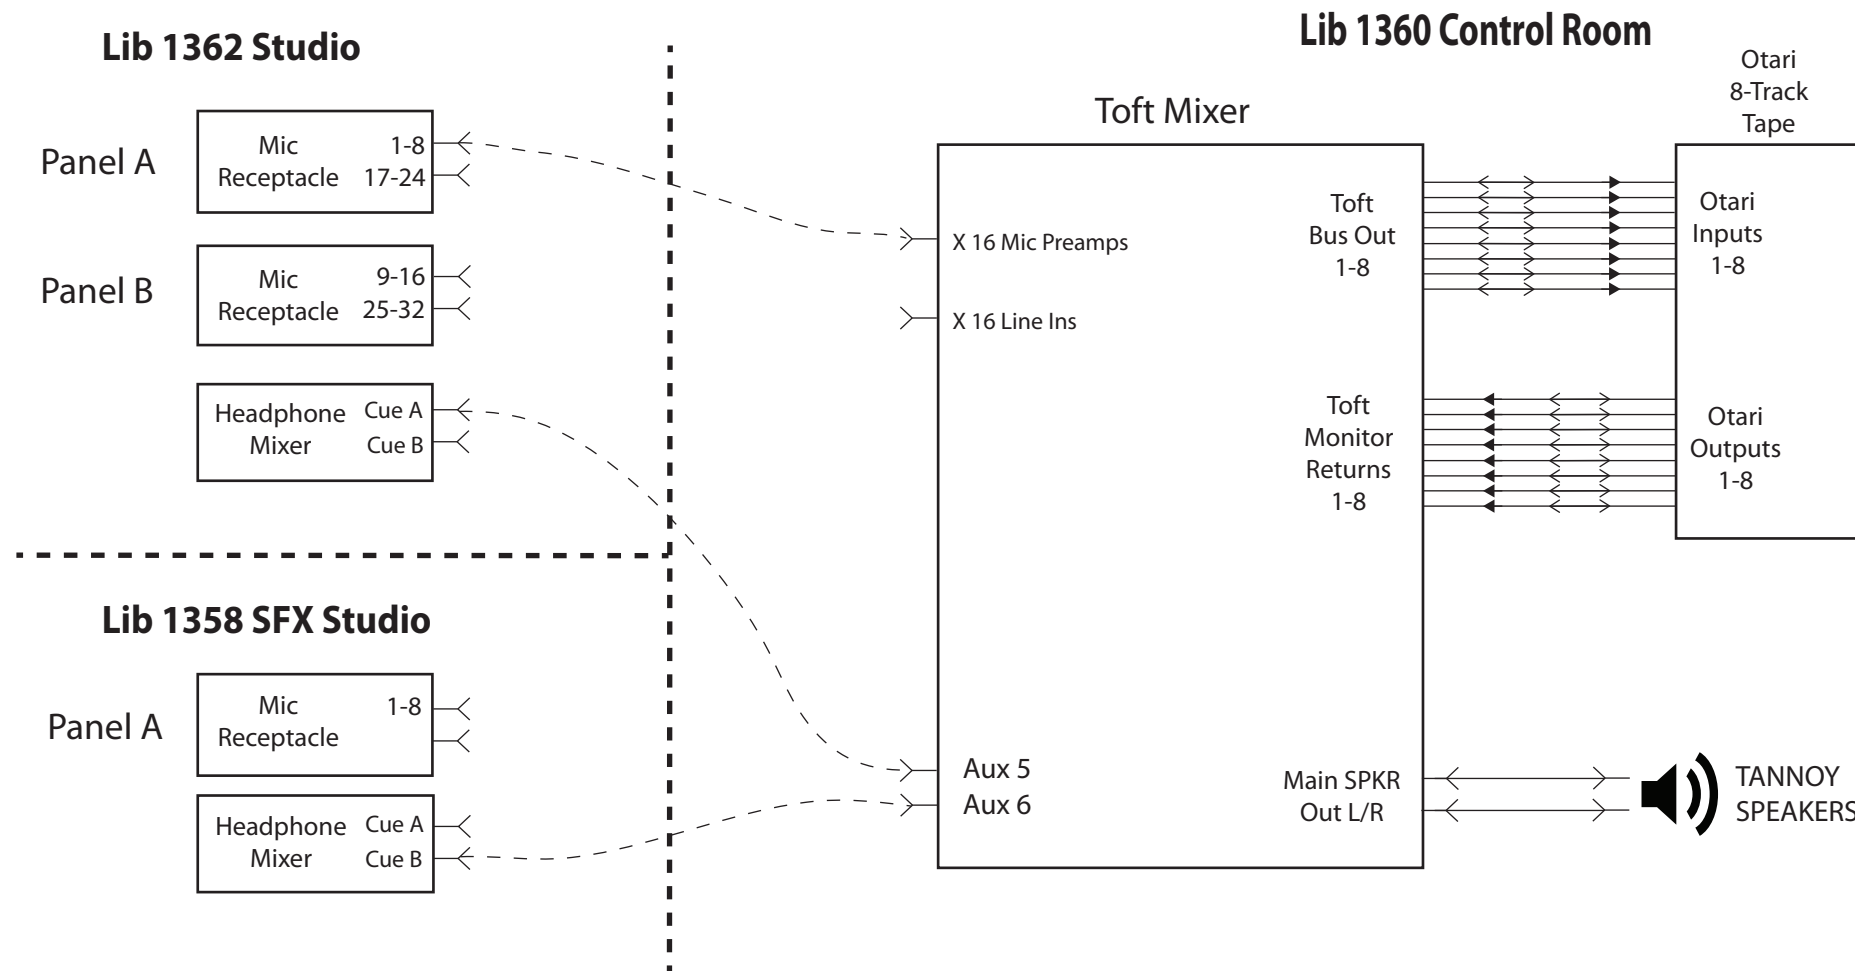 Lib 1362 Studio
Panel A
Mic 1-8
Receptacle 17-24
Panel B
Mic 9-16
Receptacle 25-32
Headphone Cue A
Mixer Cue B
Lib 1358 SFX Studio
Panel A
Mic 1-8
Receptacle
Headphone Cue A
Mixer Cue B
Lib 1360 Control Room
Toft Mixer
X 16 Mic Preamps
X 16 Line Ins
Aux 5
Aux 6
Toft
Bus Out
1-8
Toft
Monitor
Returns
1-8
Main SPKR
Out L/R
Otari
8-Track
Tape
Otari
Inputs
1-8
Otari
Outputs
1-8
TANNOY
SPEAKERS